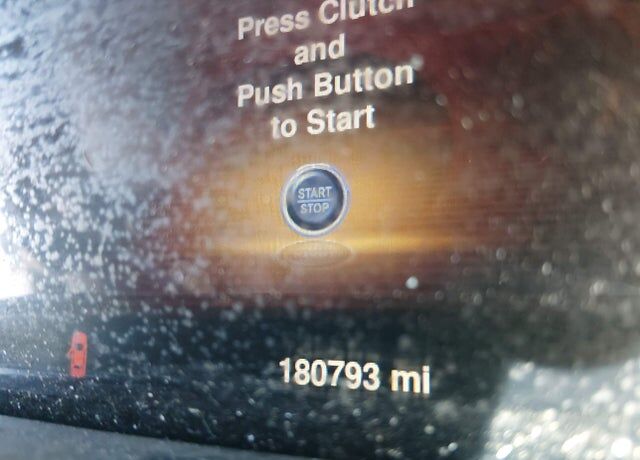 Press Clutch
and
Push Button
to Start
START
STOP
180793 mi